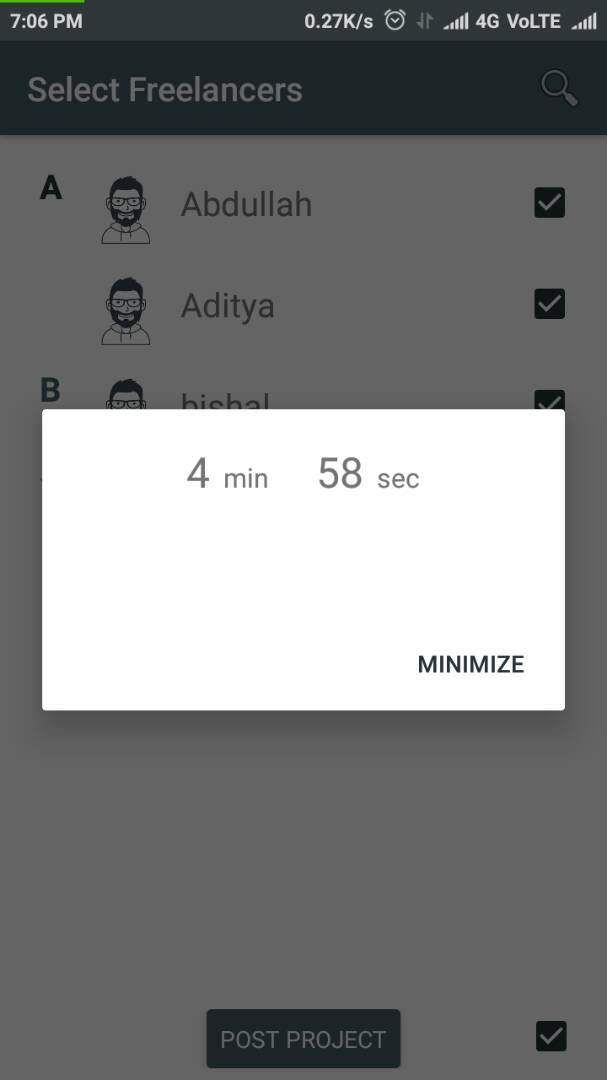 7:06 PM 0.27K/s 4G VoLTE
Select Freelancers
A
Abdullah
Aditya
B
bishal
4 min 58 sec
MINIMIZE
POST PROJECT